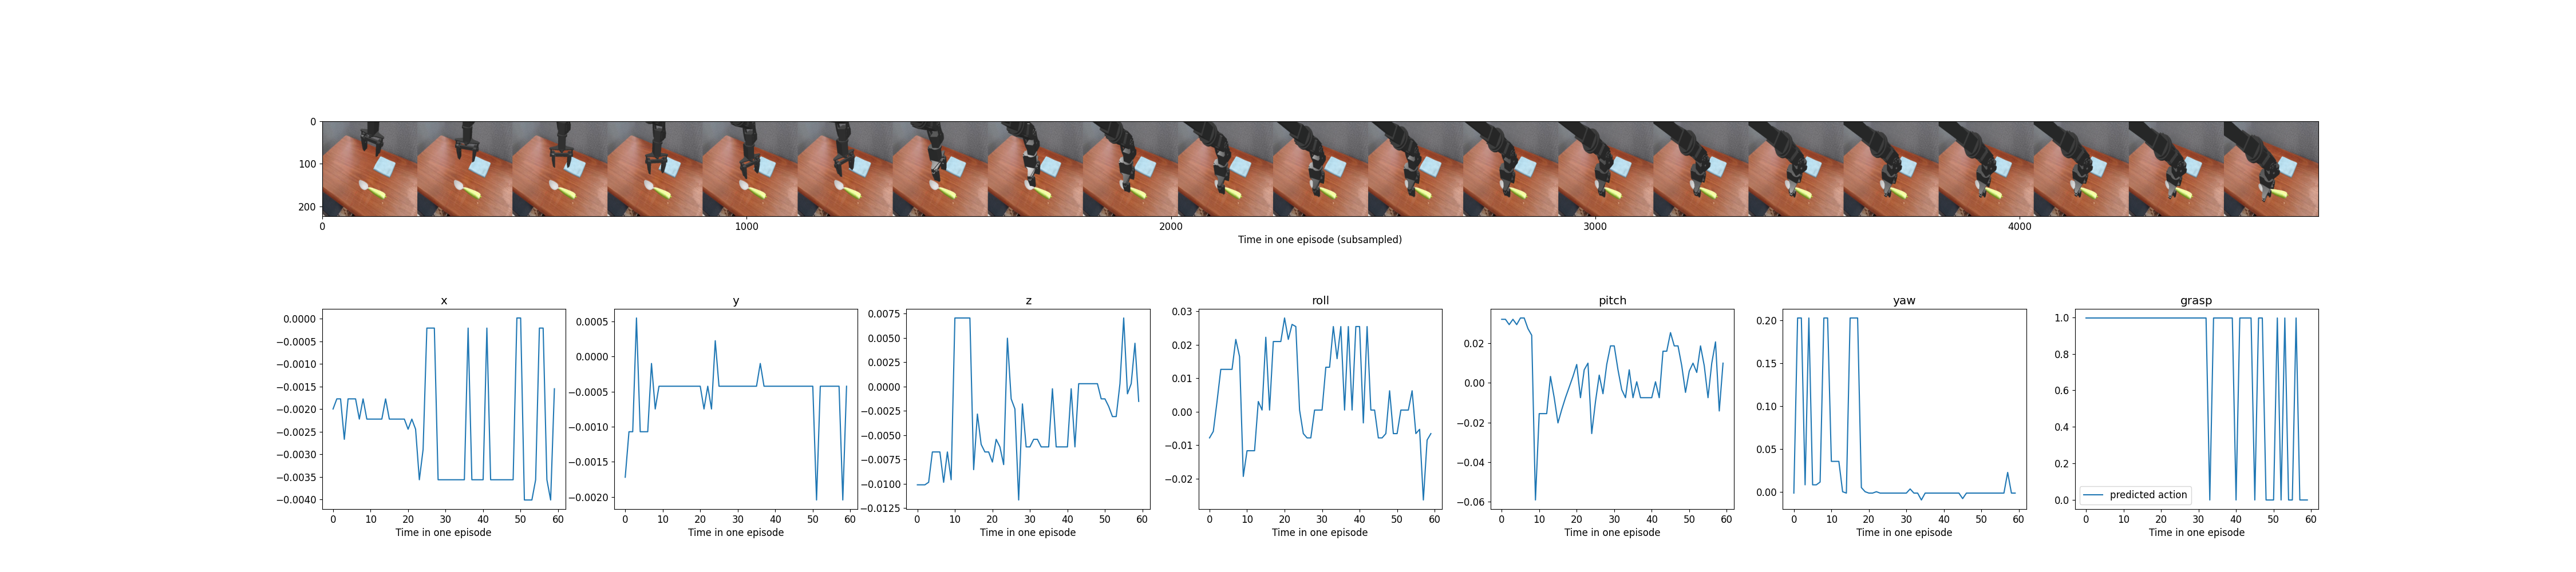 0
100
200
0 1000 2000 3000 4000
Time in one episode (subsampled)
x
0.0000
−0.0005
−0.0010
−0.0015
−0.0020
−0.0025
−0.0030
−0.0035
−0.0040
0 10 20 30 40 50 60
Time in one episode
y
0.0005
0.0000
−0.0005
−0.0010
−0.0015
−0.0020
0 10 20 30 40 50 60
Time in one episode
z
0.0075
0.0050
0.0025
0.0000
−0.0025
−0.0050
−0.0075
−0.0100
−0.0125
0 10 20 30 40 50 60
Time in one episode
roll
0.03
0.02
0.01
0.00
−0.01
−0.02
0 10 20 30 40 50 60
Time in one episode
pitch
0.02
0.00
−0.02
−0.04
−0.06
0 10 20 30 40 50 60
Time in one episode
yaw
0.20
0.15
0.10
0.05
0.00
0 10 20 30 40 50 60
Time in one episode
grasp
1.0
0.8
0.6
0.4
0.2
0.0
predicted action
0 10 20 30 40 50 60
Time in one episode